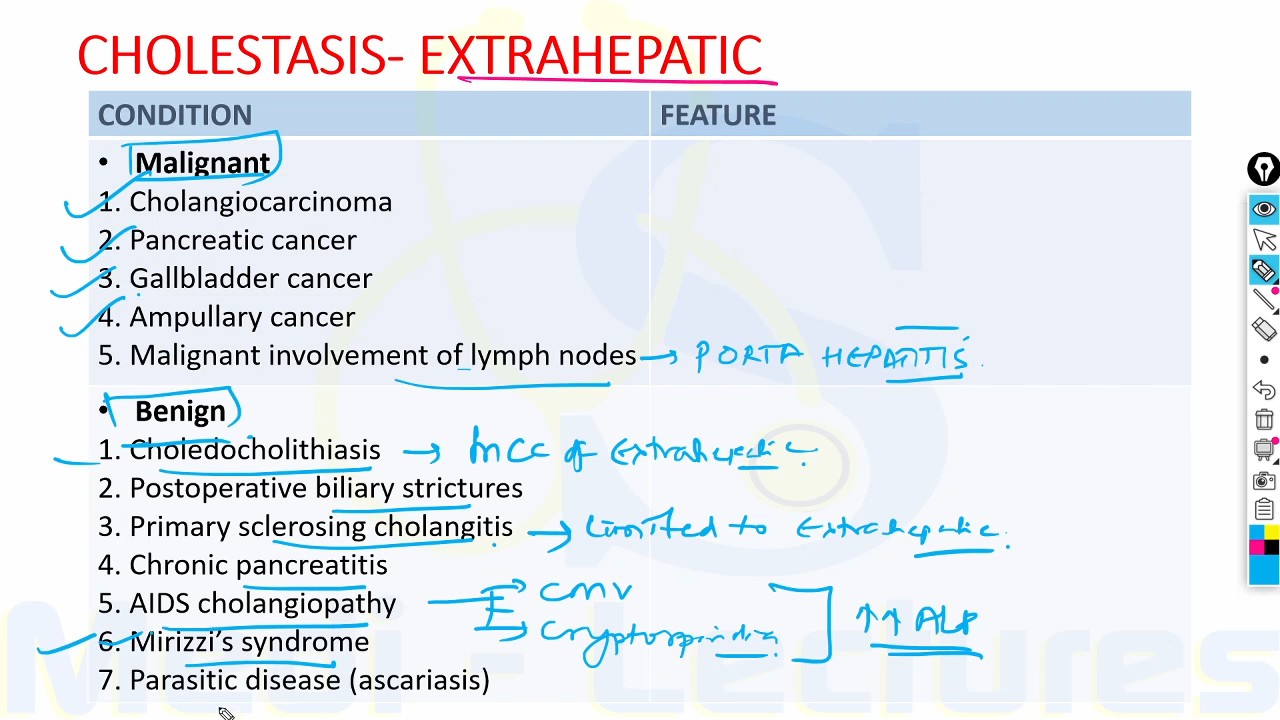 CHOLESTASIS- EXTRAHEPATIC
CONDITION FEATURE
• Malignant
1. Cholangiocarcinoma
2. Pancreatic cancer
3. Gallbladder cancer
4. Ampullary cancer
5. Malignant involvement of lymph nodes → PORTA HEPATITIS.
• Benign
1. Choledocholithiasis → MCC of Extrahepatic.
2. Postoperative biliary strictures
3. Primary sclerosing cholangitis → Limited to Extrahepatic.
4. Chronic pancreatitis
5. AIDS cholangiopathy → CMV
→ Cryptosporidia. ↑↑ ALP
6. Mirizzi's syndrome
7. Parasitic disease (ascariasis)
Lectures